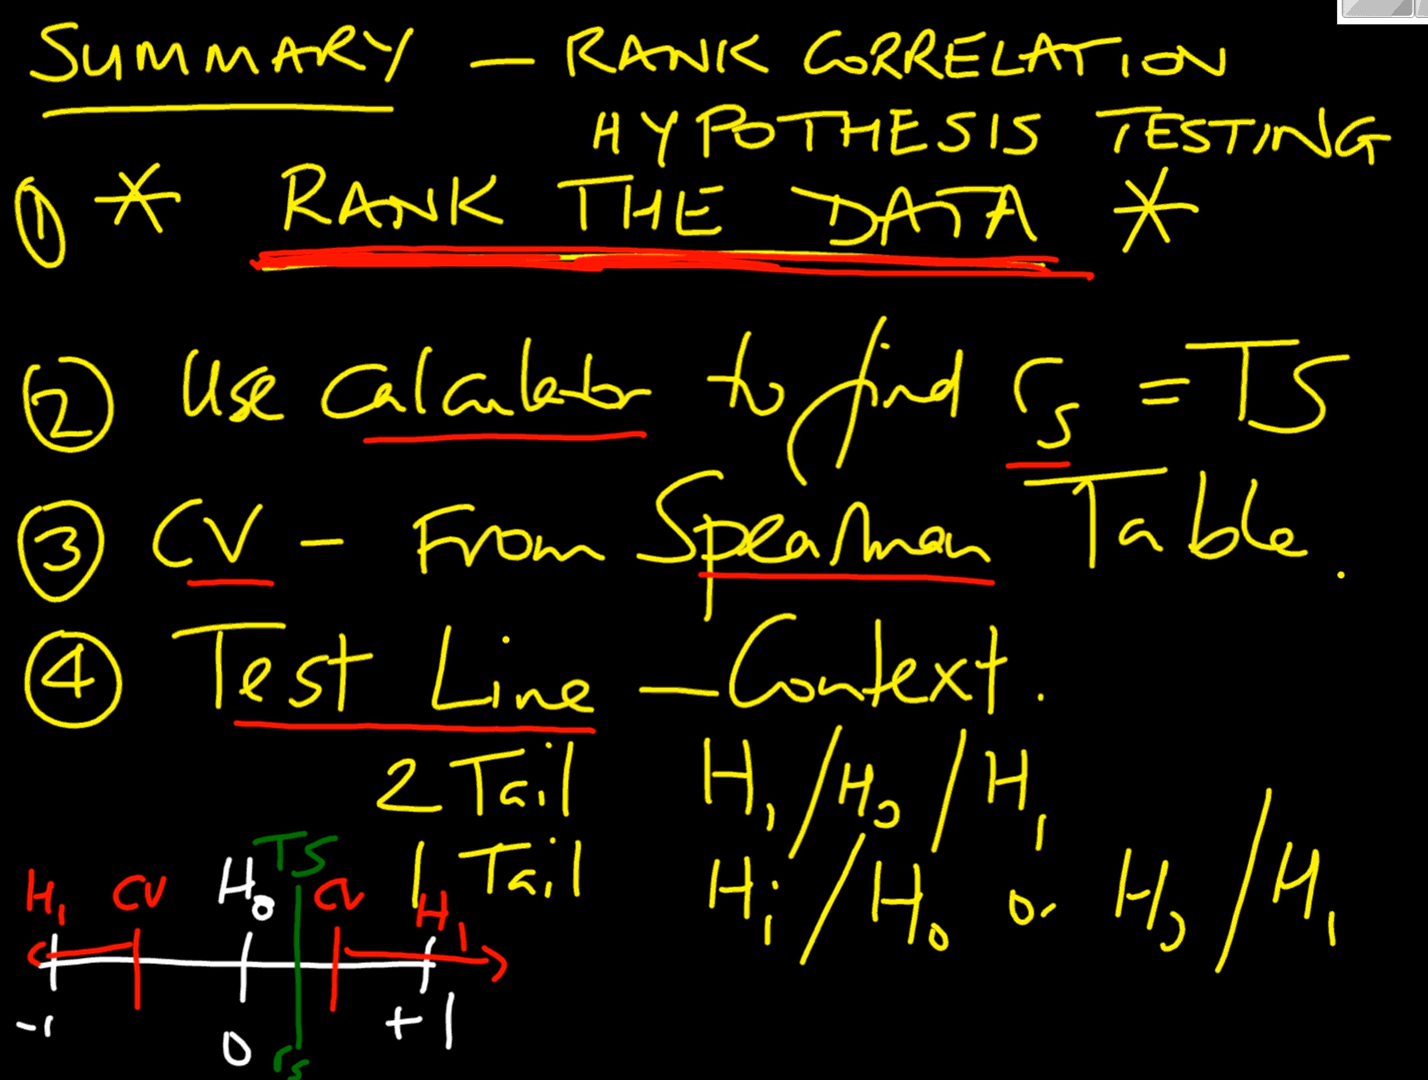 SUMMARY — RANK CORRELATION
HYPOTHESIS TESTING
① * RANK THE DATA *
② Use Calculator to find rs = TS
③ CV - From Spearman Table.
④ Test Line — Context.
2 Tail H1 / H0 / H1
1 Tail H1 / H0 or H0 / H1
TS
H1 CV H0 CV H1
-1 0 rs +1